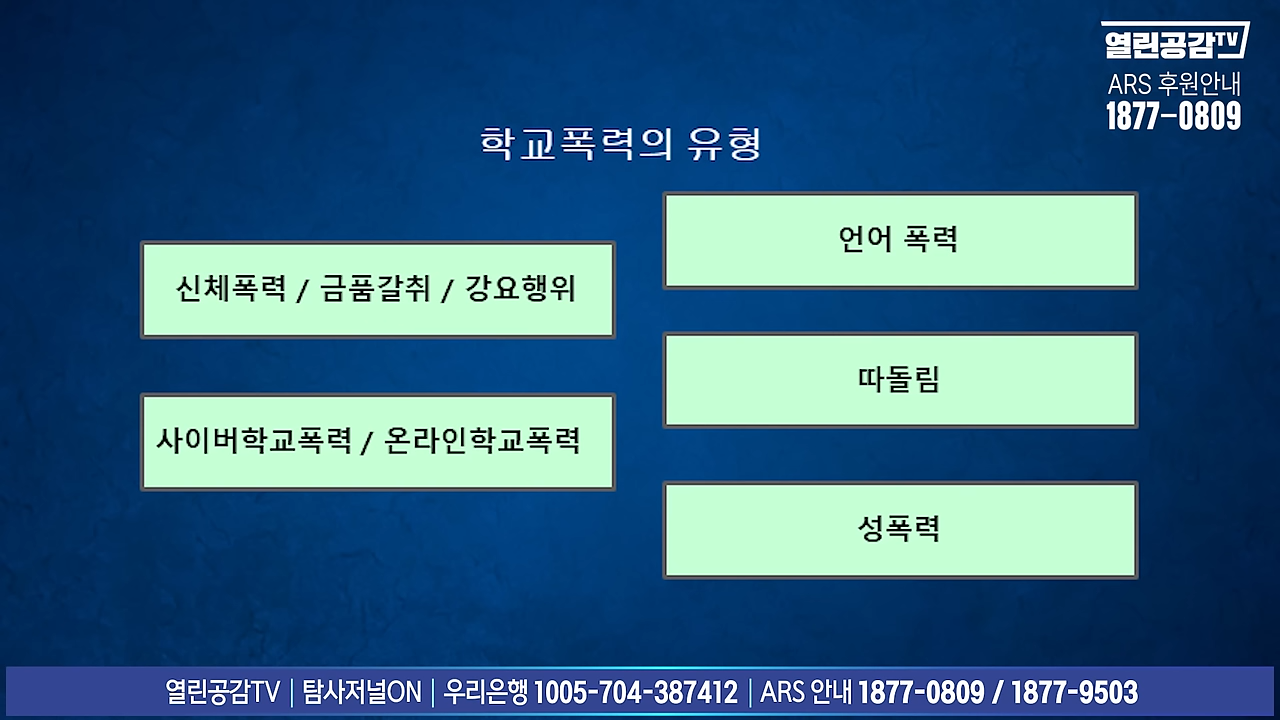 열린공감TV
ARS 후원안내
1877-0809
학교폭력의 유형
신체폭력 / 금품갈취 / 강요행위
사이버학교폭력 / 온라인학교폭력
언어 폭력
따돌림
성폭력
열린공감TV | 탐사저널ON | 우리은행 1005-704-387412 | ARS 안내 1877-0809 / 1877-9503